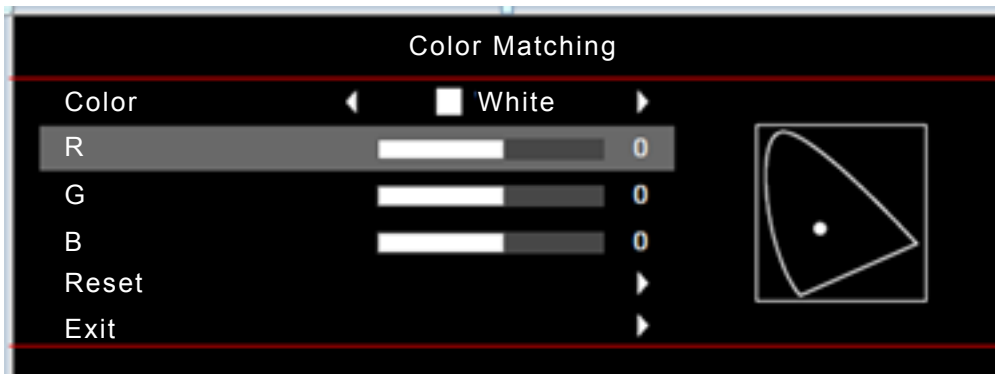 Color Matching
Color White
R 0
G 0
B 0
Reset
Exit